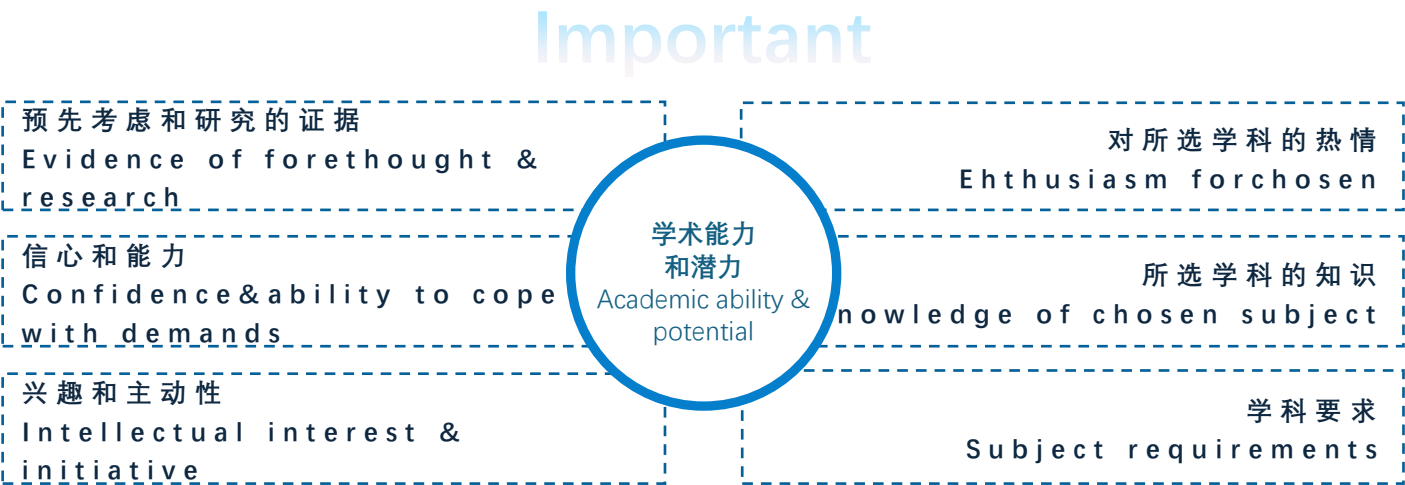 Important
预先考虑和研究的证据
Evidence of forethought &
research
信心和能力
Confidence&ability to cope
with demands
兴趣和主动性
Intellectual interest &
initiative
学术能力
和潜力
Academic ability &
potential
对所选学科的热情
Ehthusiasm forchosen
所选学科的知识
nowledge of chosen subject
学科要求
Subject requirements